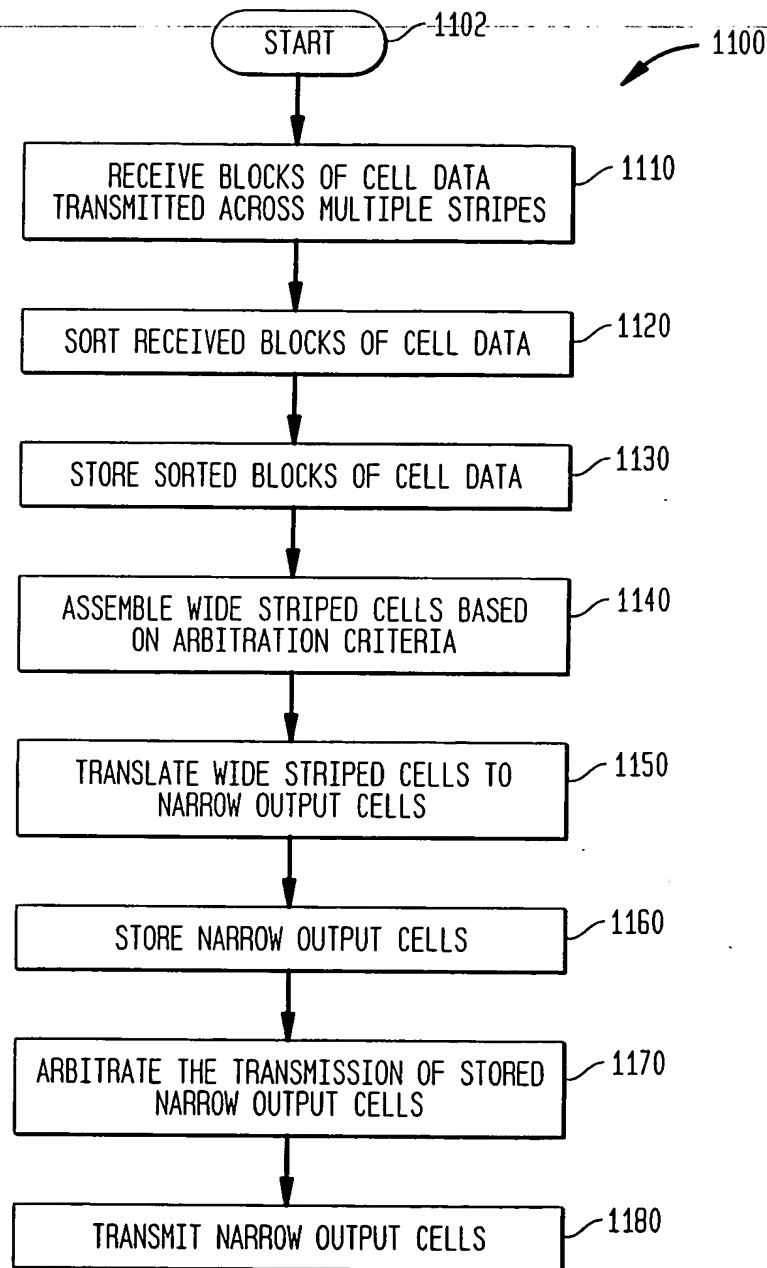 START
1102
1100
RECEIVE BLOCKS OF CELL DATA
TRANSMITTED ACROSS MULTIPLE STRIPES
1110
SORT RECEIVED BLOCKS OF CELL DATA
1120
STORE SORTED BLOCKS OF CELL DATA
1130
ASSEMBLE WIDE STRIPED CELLS BASED
ON ARBITRATION CRITERIA
1140
TRANSLATE WIDE STRIPED CELLS TO
NARROW OUTPUT CELLS
1150
STORE NARROW OUTPUT CELLS
1160
ARBITRATE THE TRANSMISSION OF STORED
NARROW OUTPUT CELLS
1170
TRANSMIT NARROW OUTPUT CELLS
1180